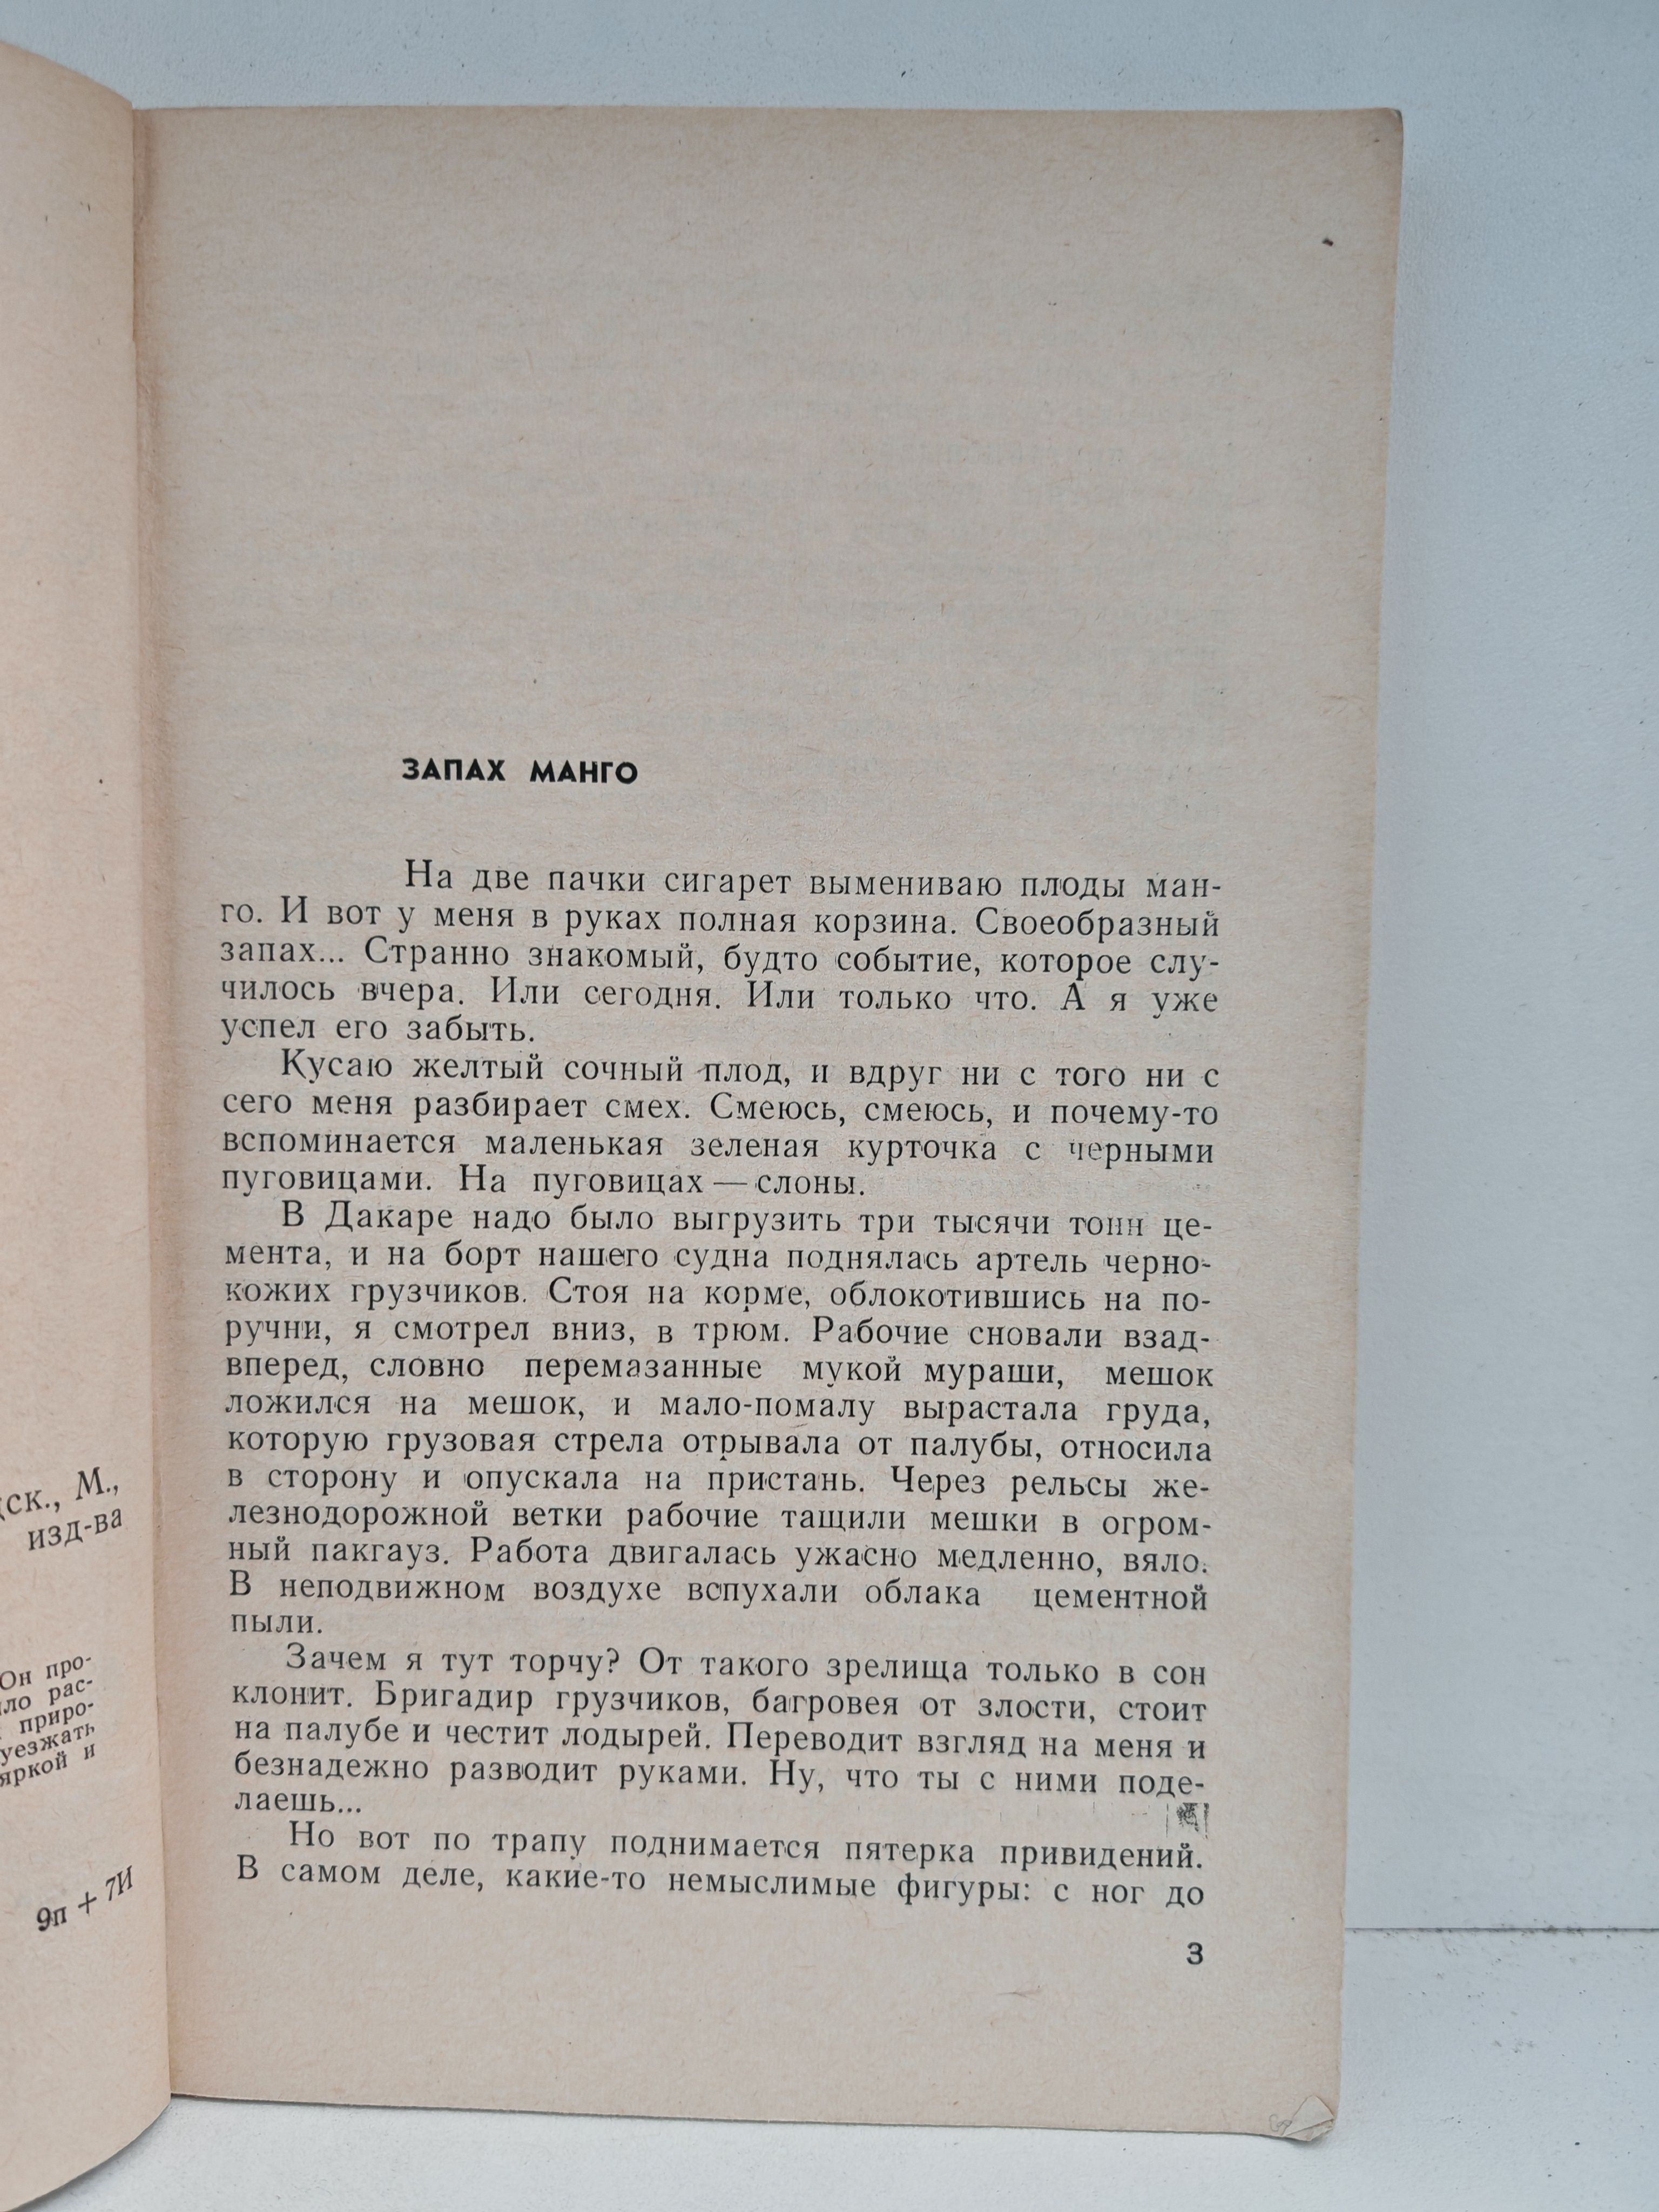 ск., М.,
изд-ва
Он про-
рас-
приро-
уезжать
яркой и
9п + 7И
ЗАПАХ МАНГО
На две пачки сигарет вымениваю плоды ман-
го. И вот у меня в руках полная корзина. Своеобразный
запах... Странно знакомый, будто событие, которое слу-
чилось вчера. Или сегодня. Или только что. А я уже
успел его забыть.
Кусаю желтый сочный плод, и вдруг ни с того ни с
сего меня разбирает смех. Смеюсь, смеюсь, и почему-то
вспоминается маленькая зеленая курточка с черными
пуговицами. На пуговицах — слоны.
В Дакаре надо было выгрузить три тысячи тонн це-
мента, и на борт нашего судна поднялась артель черно-
кожих грузчиков. Стоя на корме, облокотившись на по-
ручни, я смотрел вниз, в трюм. Рабочие сновали взад-
вперед, словно перемазанные мукой мураши, мешок
ложился на мешок, и мало-помалу вырастала груда,
которую грузовая стрела отрывала от палубы, относила
в сторону и опускала на пристань. Через рельсы же-
лезнодорожной ветки рабочие тащили мешки в огром-
ный пакгауз. Работа двигалась ужасно медленно, вяло.
В неподвижном воздухе вспухали облака цементной
пыли.
Зачем я тут торчу? От такого зрелища только в сон
клонит. Бригадир грузчиков, багровея от злости, стоит
на палубе и честит лодырей. Переводит взгляд на меня и
безнадежно разводит руками. Ну, что ты с ними поде-
лаешь...
Но вот по трапу поднимается пятерка привидений.
В самом деле, какие-то немыслимые фигуры: с ног до
3